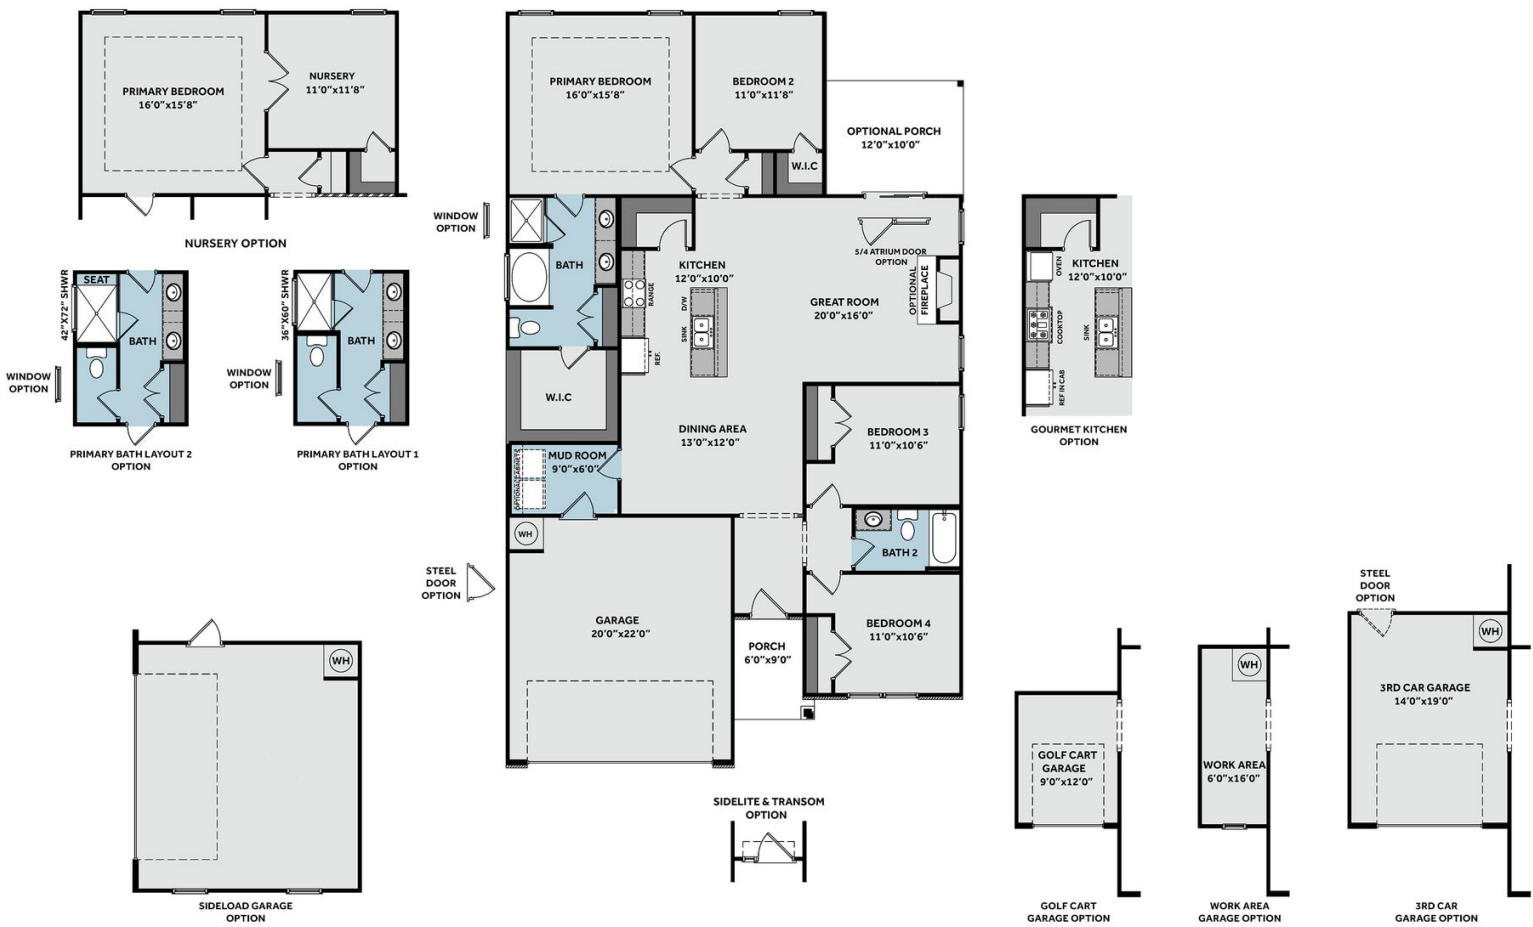 PRIMARY BEDROOM
16'0"x15'8"
NURSERY
11'0"x11'8"
NURSERY OPTION
42"X72" SHWR
SEAT
BATH
WINDOW
OPTION
PRIMARY BATH LAYOUT 2
OPTION
36"X60" SHWR
BATH
WINDOW
OPTION
PRIMARY BATH LAYOUT 1
OPTION
PRIMARY BEDROOM
16'0"x15'8"
BEDROOM 2
11'0"x11'8"
W.I.C
OPTIONAL PORCH
12'0"x10'0"
WINDOW
OPTION
BATH
KITCHEN
12'0"x10'0"
RANGE
D/W
SINK
REF.
5/4 ATRIUM DOOR
OPTION
GREAT ROOM
20'0"x16'0"
OPTIONAL
FIREPLACE
W.I.C
DINING AREA
13'0"x12'0"
BEDROOM 3
11'0"x10'6"
MUD ROOM
9'0"x6'0"
OPTIONAL CABINETS
WH
BATH 2
STEEL
DOOR
OPTION
GARAGE
20'0"x22'0"
PORCH
6'0"x9'0"
BEDROOM 4
11'0"x10'6"
SIDELITE & TRANSOM
OPTION
KITCHEN
12'0"x10'0"
OVEN
COOKTOP
SINK
REF IN CAB
GOURMET KITCHEN
OPTION
WH
SIDELOAD GARAGE
OPTION
GOLF CART
GARAGE
9'0"x12'0"
GOLF CART
GARAGE OPTION
WH
WORK AREA
6'0"x16'0"
WORK AREA
GARAGE OPTION
STEEL
DOOR
OPTION
WH
3RD CAR GARAGE
14'0"x19'0"
3RD CAR
GARAGE OPTION